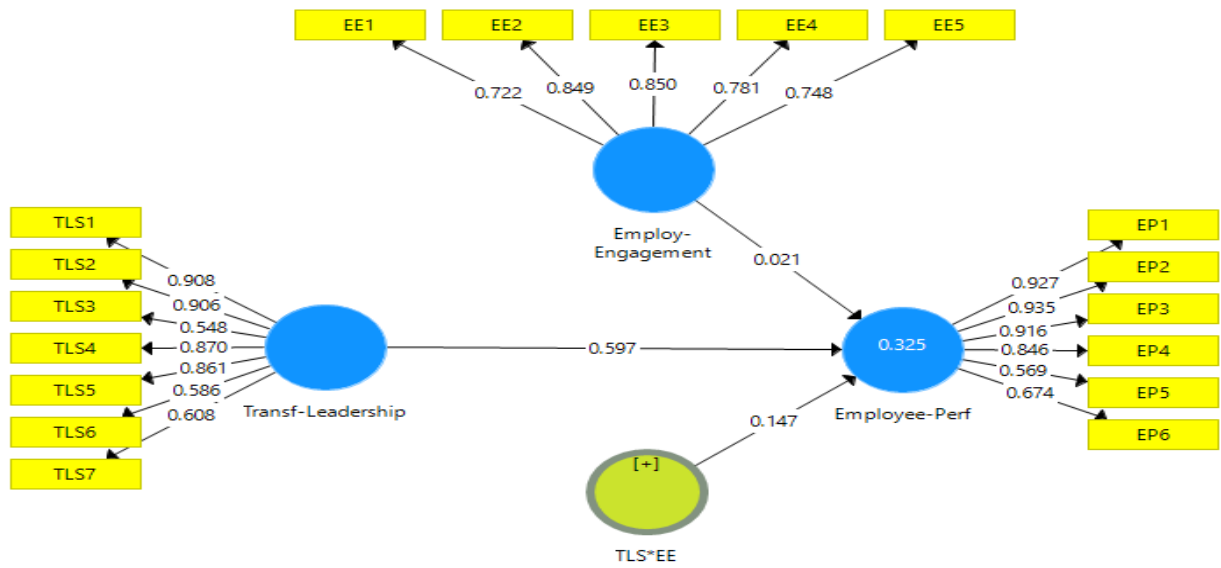 EE1
EE2
EE3
EE4
EE5
0.722
0.849
0.850
0.781
0.748
Employ-
Engagement
0.021
TLS1
TLS2
TLS3
TLS4
TLS5
TLS6
TLS7
0.908
0.906
0.548
0.870
0.861
0.586
0.608
Transf-Leadership
0.597
0.325
Employee-Perf
0.927
0.935
0.916
0.846
0.569
0.674
EP1
EP2
EP3
EP4
EP5
EP6
0.147
[+]
TLS*EE